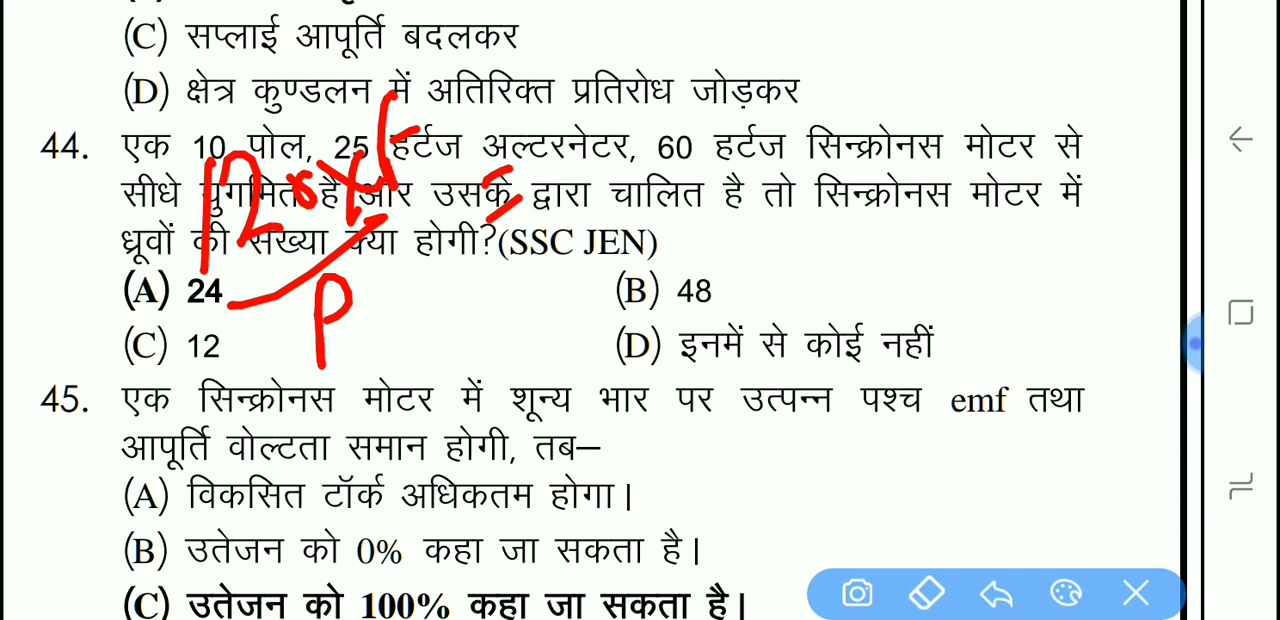 (C) सप्लाई आपूर्ति बदलकर
(D) क्षेत्र कुण्डलन में अतिरिक्त प्रतिरोध जोड़कर
44. एक 10 पोल, 25 हर्टज अल्टरनेटर, 60 हर्टज सिन्क्रोनस मोटर से
सीधे युगमित है और उसके द्वारा चालित है तो सिन्क्रोनस मोटर में
ध्रूवों की संख्या क्या होगी?(SSC JEN)
120xf =
P
(A) 24 (B) 48
(C) 12 (D) इनमें से कोई नहीं
45. एक सिन्क्रोनस मोटर में शून्य भार पर उत्पन्न पश्च emf तथा
आपूर्ति वोल्टता समान होगी, तब–
(A) विकसित टॉर्क अधिकतम होगा।
(B) उतेजन को 0% कहा जा सकता है।
(C) उतेजन को 100% कहा जा सकता है।